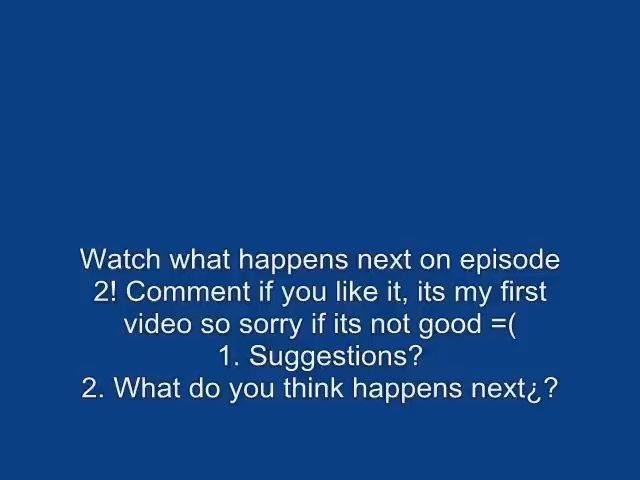 Watch what happens next on episode
2! Comment if you like it, its my first
video so sorry if its not good =(
1. Suggestions?
2. What do you think happens next¿?